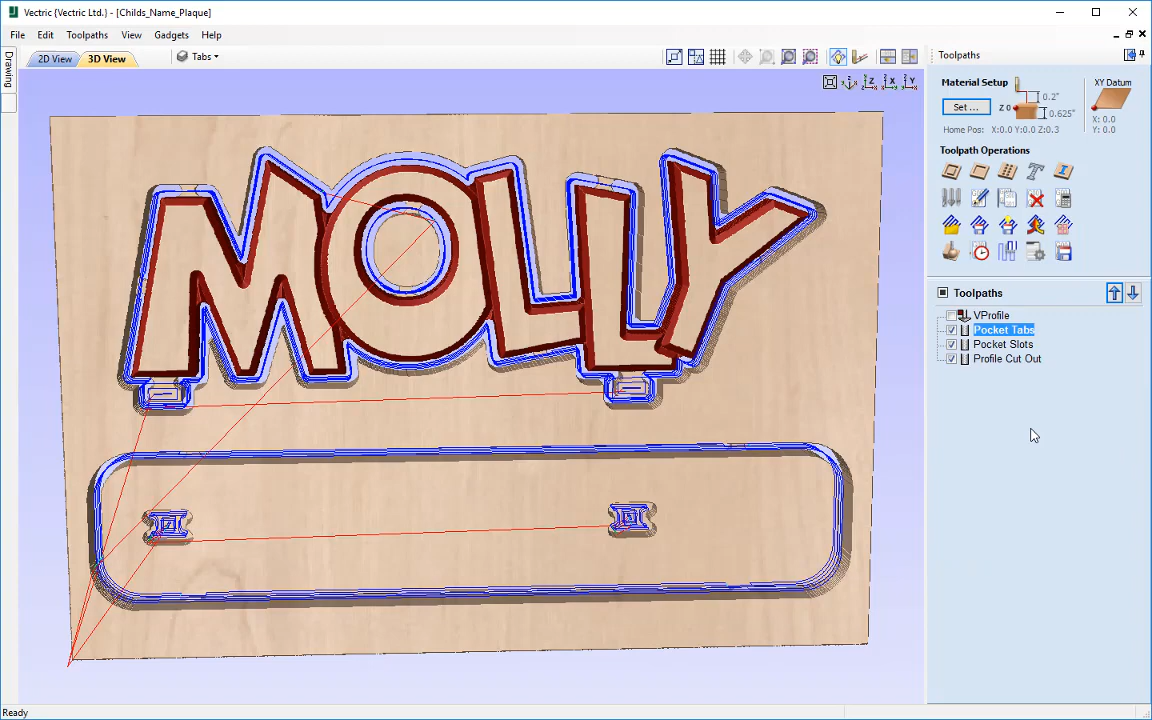 Vectric {Vectric Ltd.} - [Childs_Name_Plaque]
File Edit Toolpaths View Gadgets Help
2D View 3D View Tabs
Drawing
Z X Y
MOLLY
Toolpaths
Material Setup
XY Datum
Set ...
Z 0
0.2"
0.625"
Home Pos: X:0.0 Y:0.0 Z:0.3
X: 0.0
Y: 0.0
Toolpath Operations
Toolpaths
VProfile
Pocket Tabs
Pocket Slots
Profile Cut Out
Ready